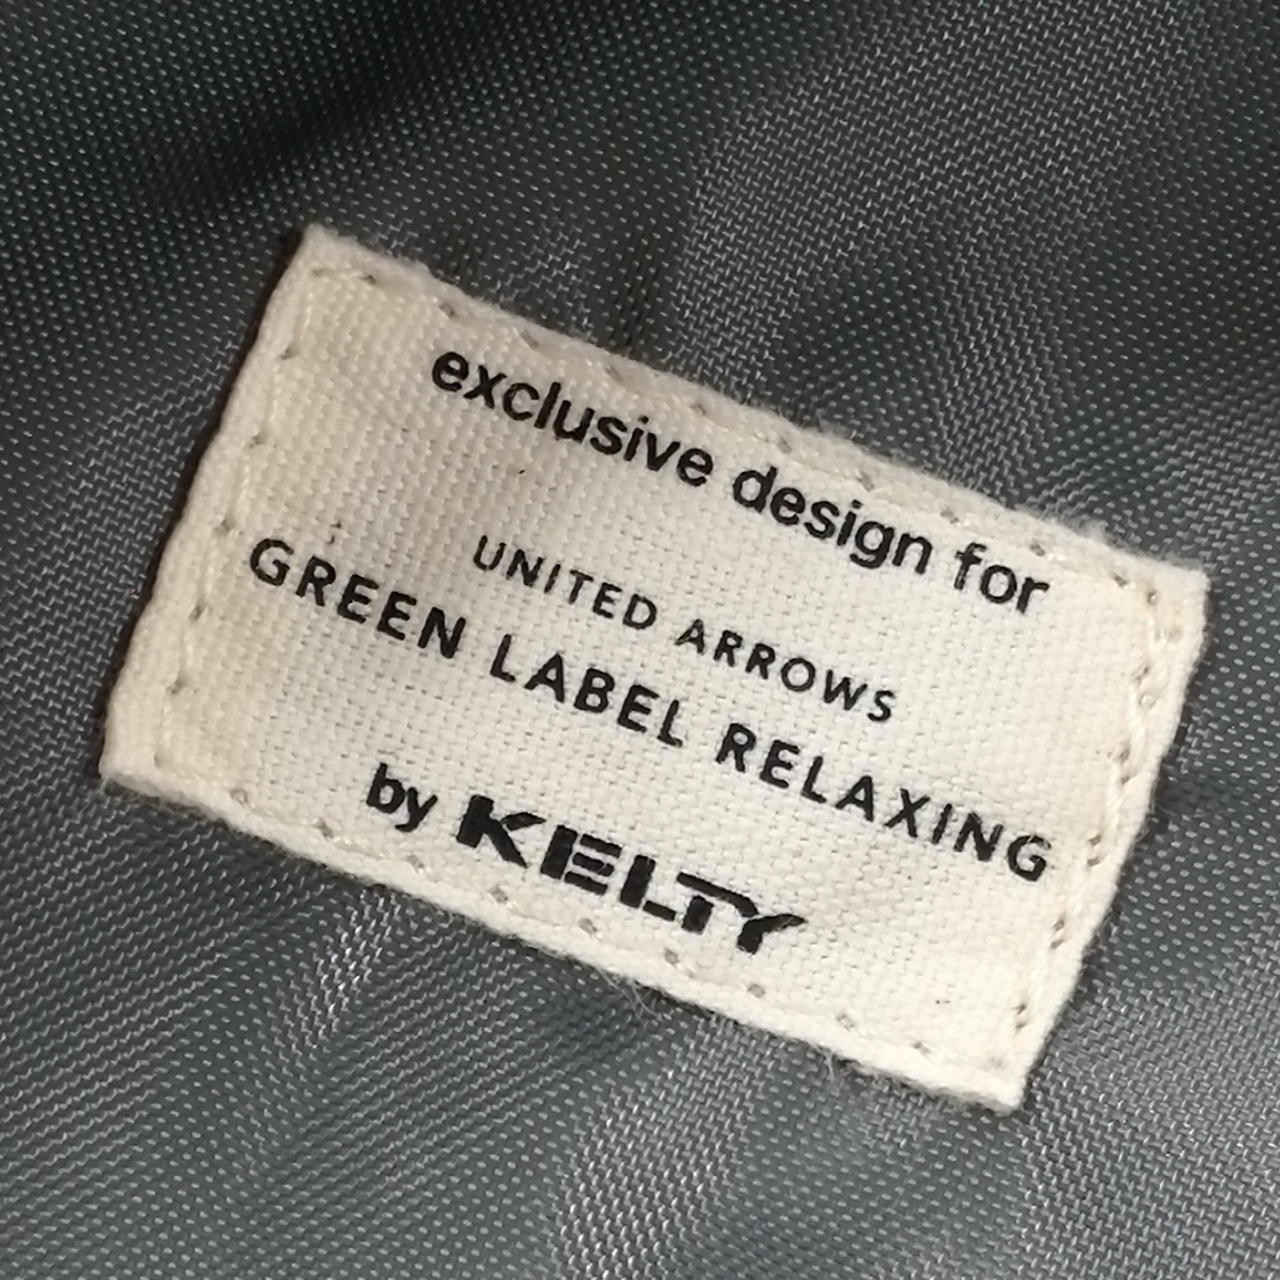 exclusive design for
UNITED ARROWS
GREEN LABEL RELAXING
by KELTY